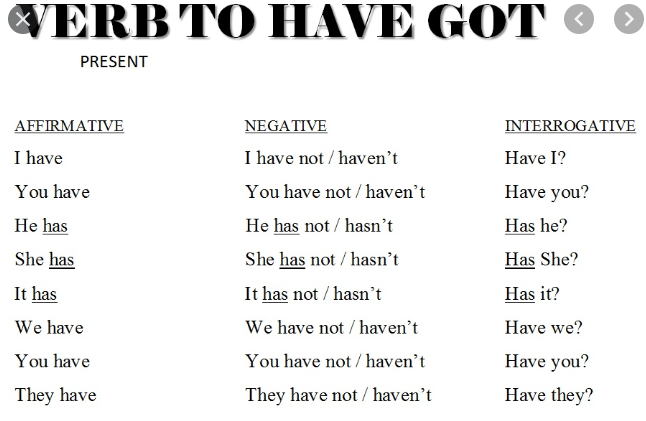 VERB TO HAVE GOT
PRESENT
AFFIRMATIVE NEGATIVE INTERROGATIVE
I have I have not / haven’t Have I?
You have You have not / haven’t Have you?
He has He has not / hasn’t Has he?
She has She has not / hasn’t Has She?
It has It has not / hasn’t Has it?
We have We have not / haven’t Have we?
You have You have not / haven’t Have you?
They have They have not / haven’t Have they?